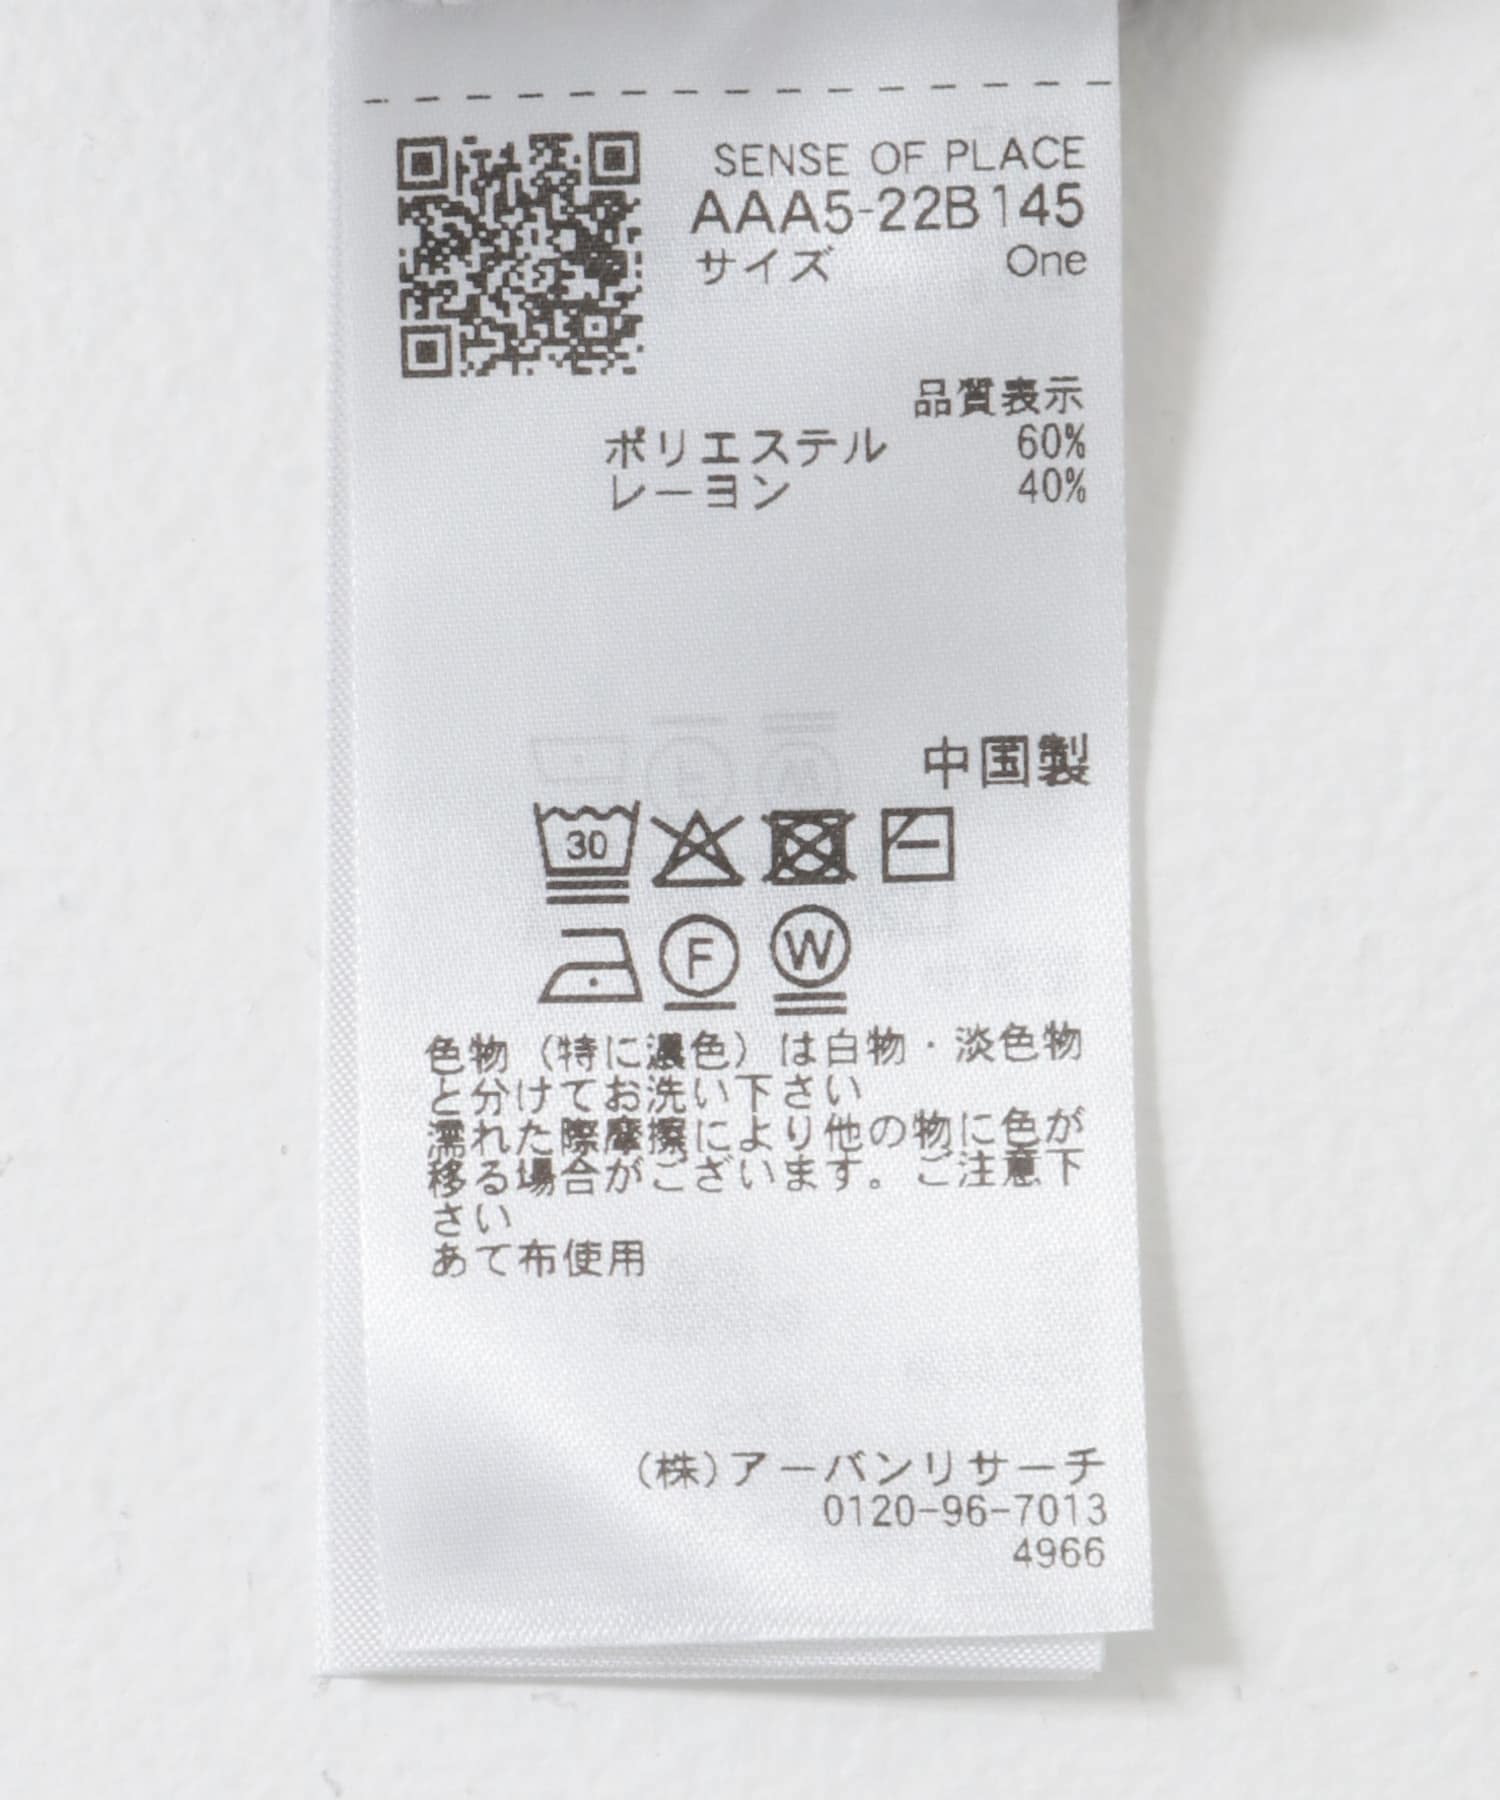 SENSE OF PLACE
AAA5-22B145
サイズ One
品質表示
ポリエステル 60%
レーヨン 40%
中国製
30
F W
色物（特に濃色）は白物・淡色物
と分けてお洗い下さい
濡れた際摩擦により他の物に色が
移る場合がございます。ご注意下
さい
あて布使用
(株)アーバンリサーチ
0120-96-7013
4966